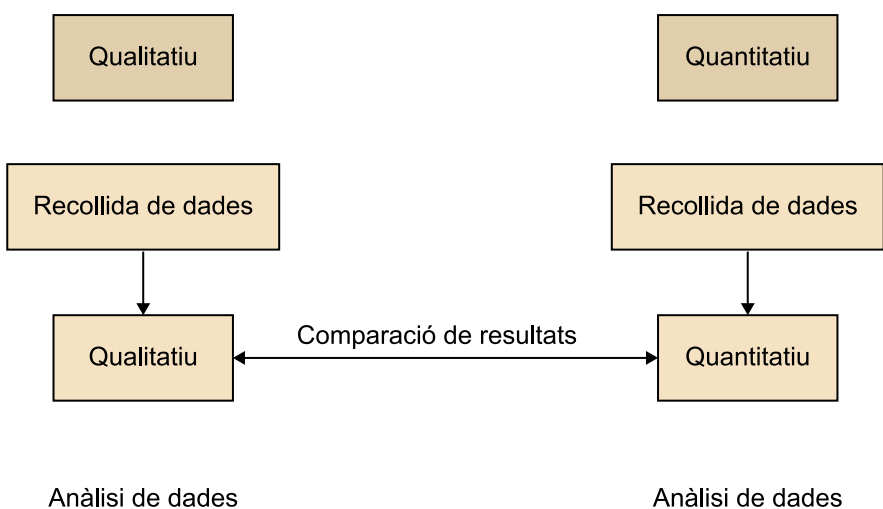 Qualitatiu
Quantitatiu
Recollida de dades
Recollida de dades
Comparació de resultats
Qualitatiu
Quantitatiu
Anàlisi de dades
Anàlisi de dades